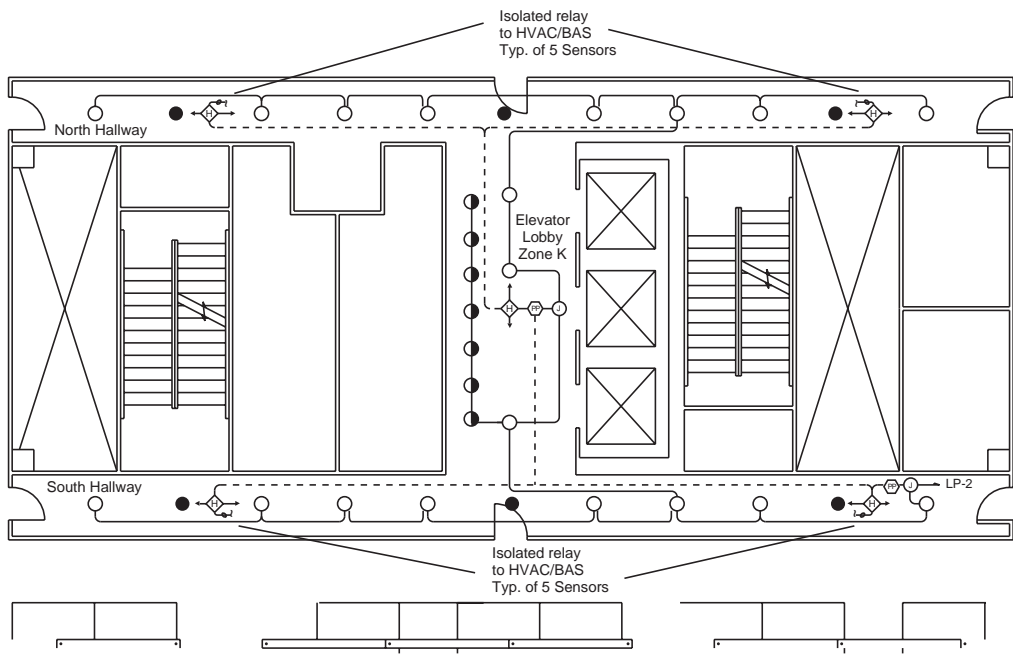 Isolated relay
to HVAC/BAS
Typ. of 5 Sensors
H
H
North Hallway
Elevator
Lobby
Zone K
H
PP
J
South Hallway
H
H
PP
J
LP-2
Isolated relay
to HVAC/BAS
Typ. of 5 Sensors